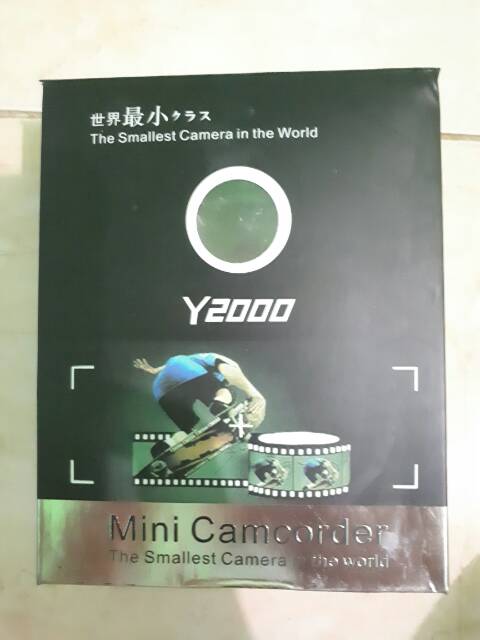 世界最小クラス
The Smallest Camera in the World
Y2000
Mini Camcorder
The Smallest Camera in the world